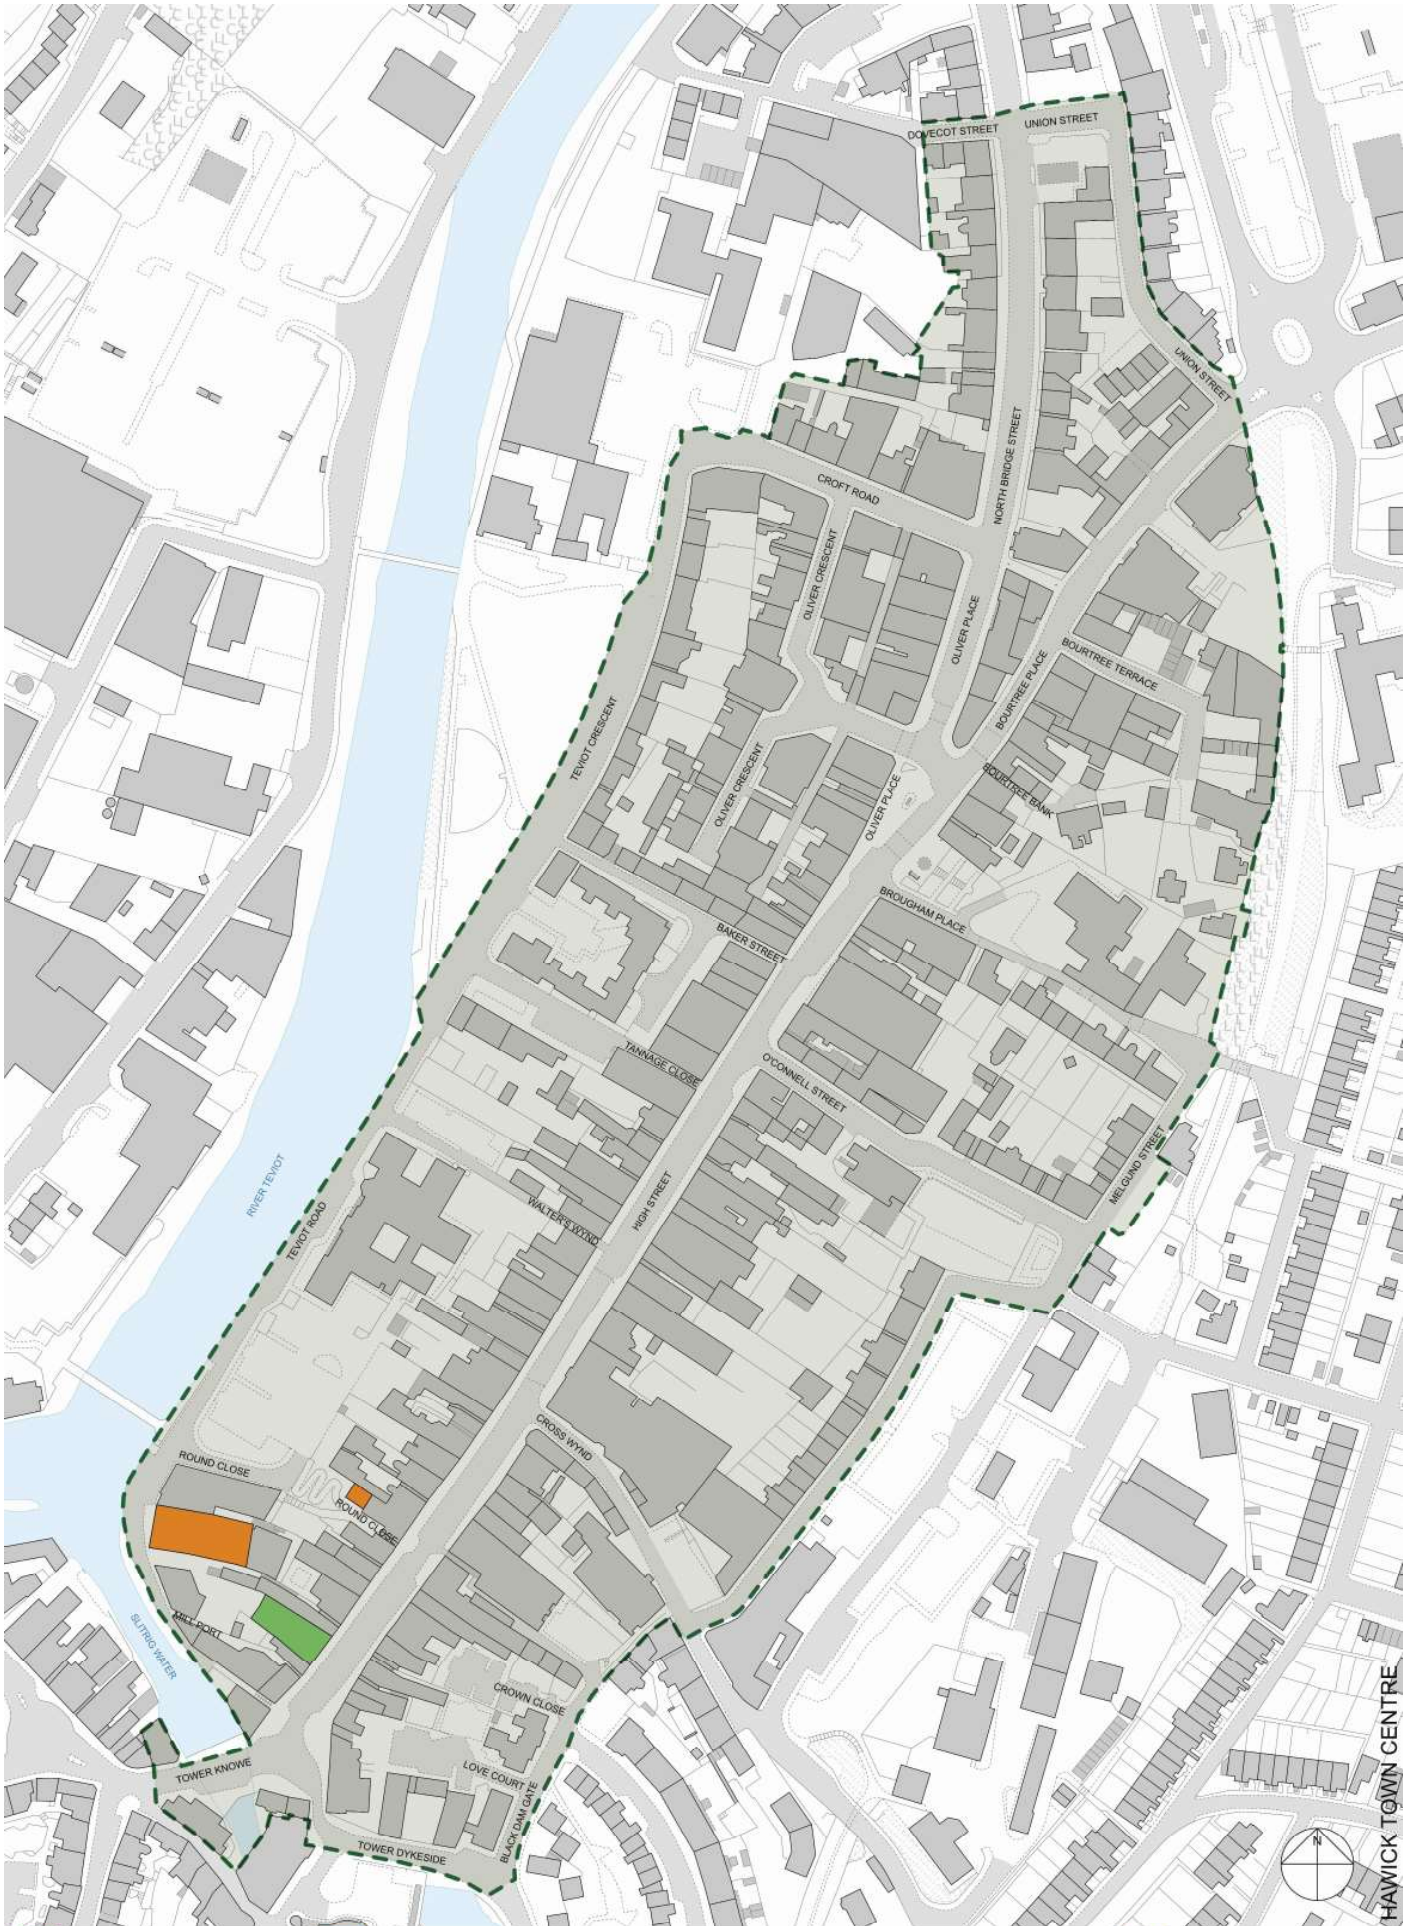 DOVECOT STREET
UNION STREET
UNION STREET
NORTH BRIDGE STREET
CROFT ROAD
OLIVER CRESCENT
OLIVER PLACE
BOURTREE TERRACE
BOURTREE PLACE
TEVIOT CRESCENT
OLIVER CRESCENT
BOURTREE BANK
OLIVER PLACE
BROUGHAM PLACE
BAKER STREET
TANNAGE CLOSE
O'CONNELL STREET
MELGUND STREET
RIVER TEVIOT
TEVIOT ROAD
WALTER'S WYND
HIGH STREET
CROSS WYND
ROUND CLOSE
ROUND CLOSE
MILL PORT
SLITRIG WATER
CROWN CLOSE
TOWER KNOWE
LOVE COURT
BLACK DAM GATE
TOWER DYKESIDE
N
HAWICK TOWN CENTRE